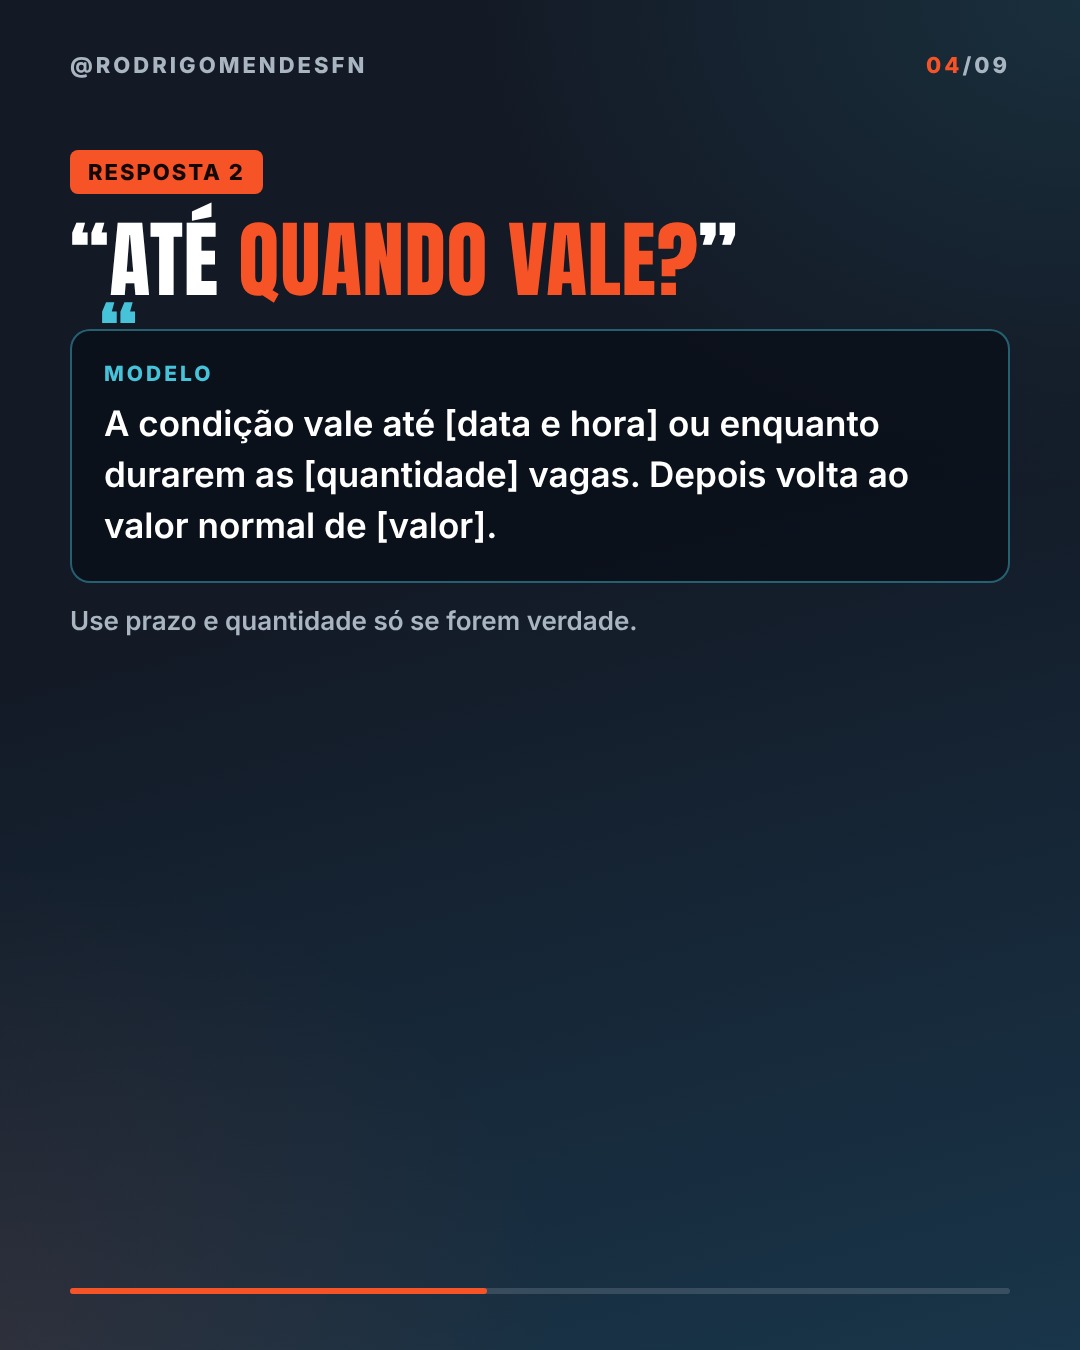 @RODRIGOMENDESFN
04/09
RESPOSTA 2
“ATÉ QUANDO VALE?”
“
MODELO
A condição vale até [data e hora] ou enquanto
durarem as [quantidade] vagas. Depois volta ao
valor normal de [valor].
Use prazo e quantidade só se forem verdade.